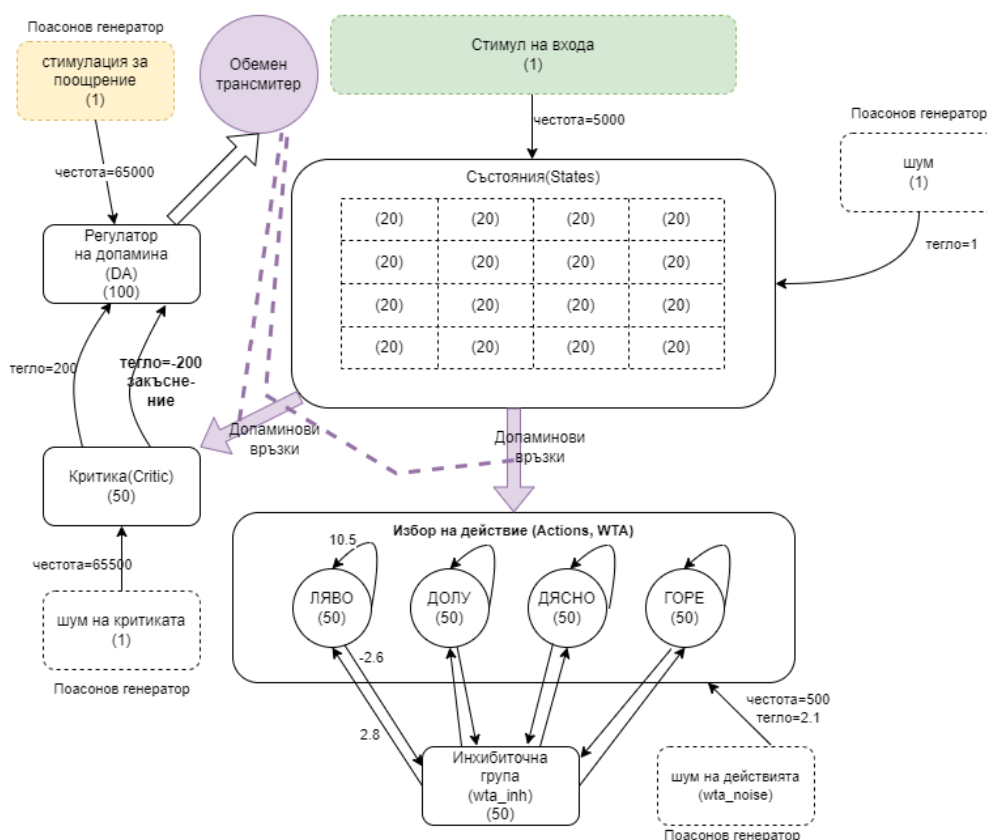 Поасонов генератор
стимулация за
поощрение
(1)
Обемен
трансмитер
Стимул на входа
(1)
честота=5000
Поасонов генератор
шум
(1)
тегло=1
честота=65000
Състояния(States)
(20) (20) (20) (20)
(20) (20) (20) (20)
(20) (20) (20) (20)
(20) (20) (20) (20)
Регулатор
на допамина
(DA)
(100)
тегло=200
тегло=-200
закъсне-
ние
Допаминови
връзки
Допаминови
връзки
Критика(Critic)
(50)
честота=65500
шум на критиката
(1)
Поасонов генератор
Избор на действие (Actions, WTA)
10.5
ЛЯВО
(50)
ДОЛУ
(50)
ДЯСНО
(50)
ГОРЕ
(50)
-2.6
2.8
честота=500
тегло=2.1
Инхибиточна
група
(wta_inh)
(50)
шум на действията
(wta_noise)
Поасонов генератор